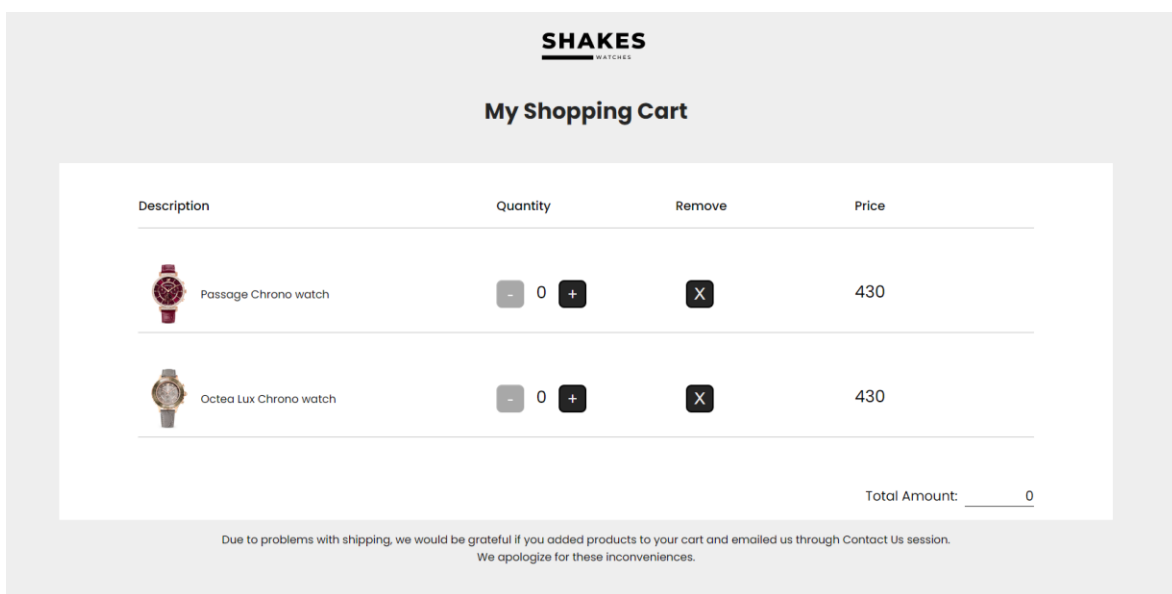 SHAKES
WATCHES
My Shopping Cart
Description Quantity Remove Price
Passage Chrono watch - 0 + X 430
Octea Lux Chrono watch - 0 + X 430
Total Amount: 0
Due to problems with shipping, we would be grateful if you added products to your cart and emailed us through Contact Us session.
We apologize for these inconveniences.